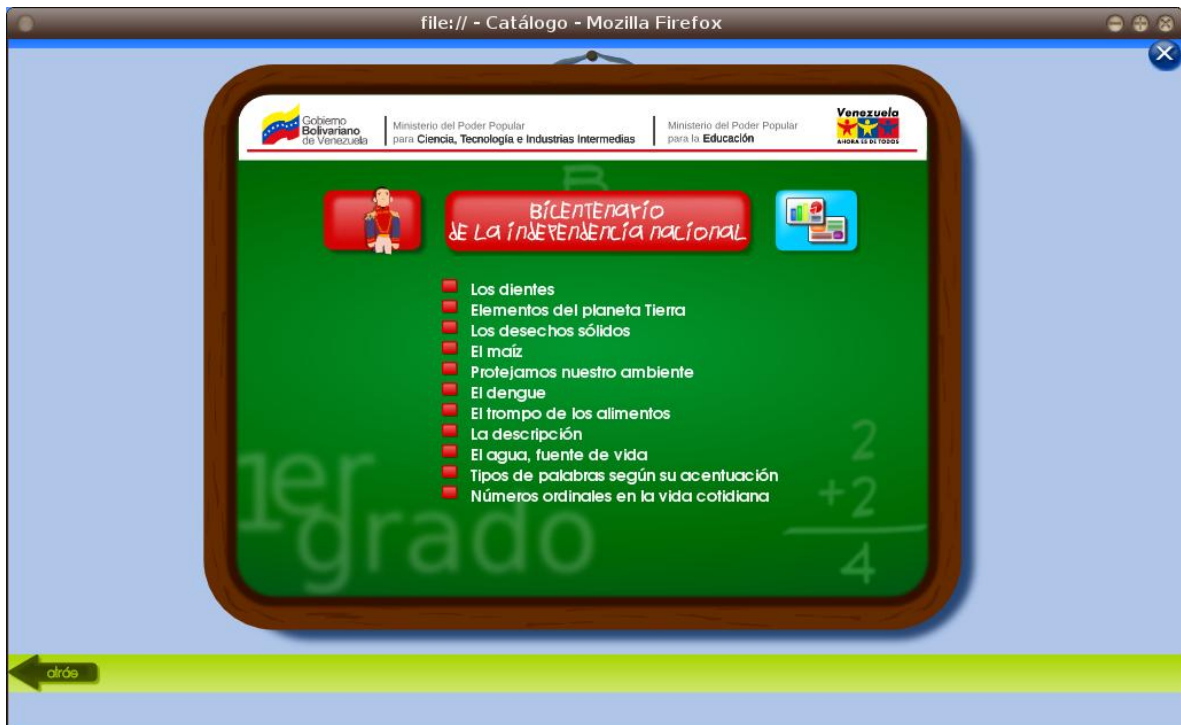 file:// - Catálogo - Mozilla Firefox
Gobierno
Bolivariano
de Venezuela
Ministerio del Poder Popular
para Ciencia, Tecnología e Industrias Intermedias
Ministerio del Poder Popular
para la Educación
Venezuela
AHORA ES DE TODOS
B
Bicentenario
de la independencia nacional
Los dientes
Elementos del planeta Tierra
Los desechos sólidos
El maíz
Protejamos nuestro ambiente
El dengue
El trompo de los alimentos
La descripción
El agua, fuente de vida
Tipos de palabras según su acentuación
Números ordinales en la vida cotidiana
1er
grado
2
+2
4
atrás